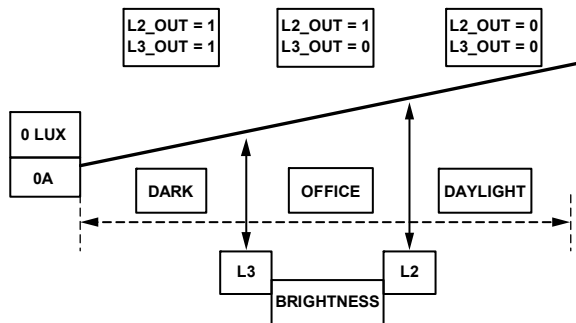 L2_OUT = 1
L3_OUT = 1
L2_OUT = 1
L3_OUT = 0
L2_OUT = 0
L3_OUT = 0
0 LUX
0A
DARK
OFFICE
DAYLIGHT
L3
L2
BRIGHTNESS